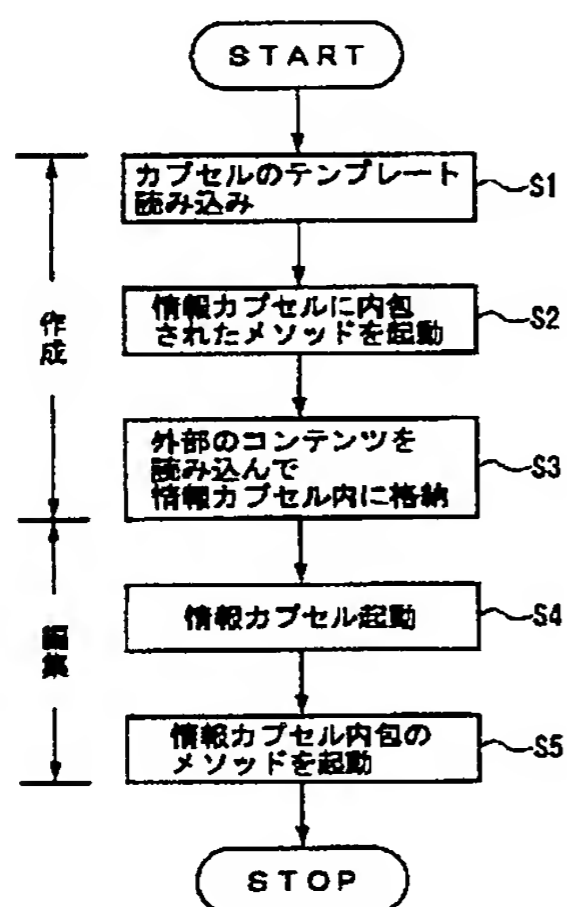 START
カプセルのテンプレート
読み込み
S1
情報カプセルに内包
されたメソッドを起動
S2
作成
外部のコンテンツを
読み込んで
情報カプセル内に格納
S3
情報カプセル起動
S4
編集
情報カプセル内包の
メソッドを起動
S5
STOP